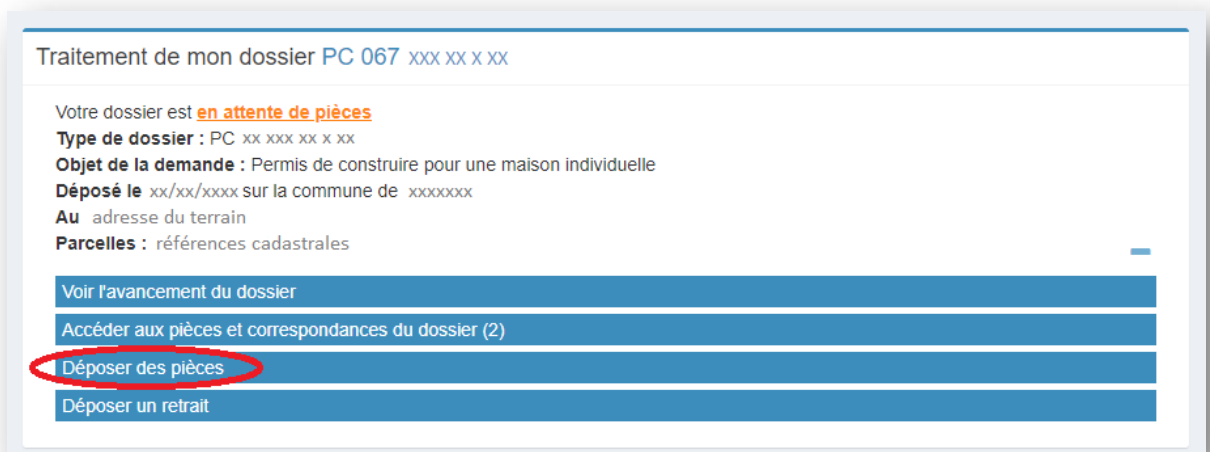 Traitement de mon dossier PC 067 xxx xx x xx
Votre dossier est en attente de pièces
Type de dossier : PC xx xxx xx x xx
Objet de la demande : Permis de construire pour une maison individuelle
Déposé le xx/xx/xxxx sur la commune de xxxxxxx
Au adresse du terrain
Parcelles : références cadastrales
Voir l'avancement du dossier
Accéder aux pièces et correspondances du dossier (2)
Déposer des pièces
Déposer un retrait